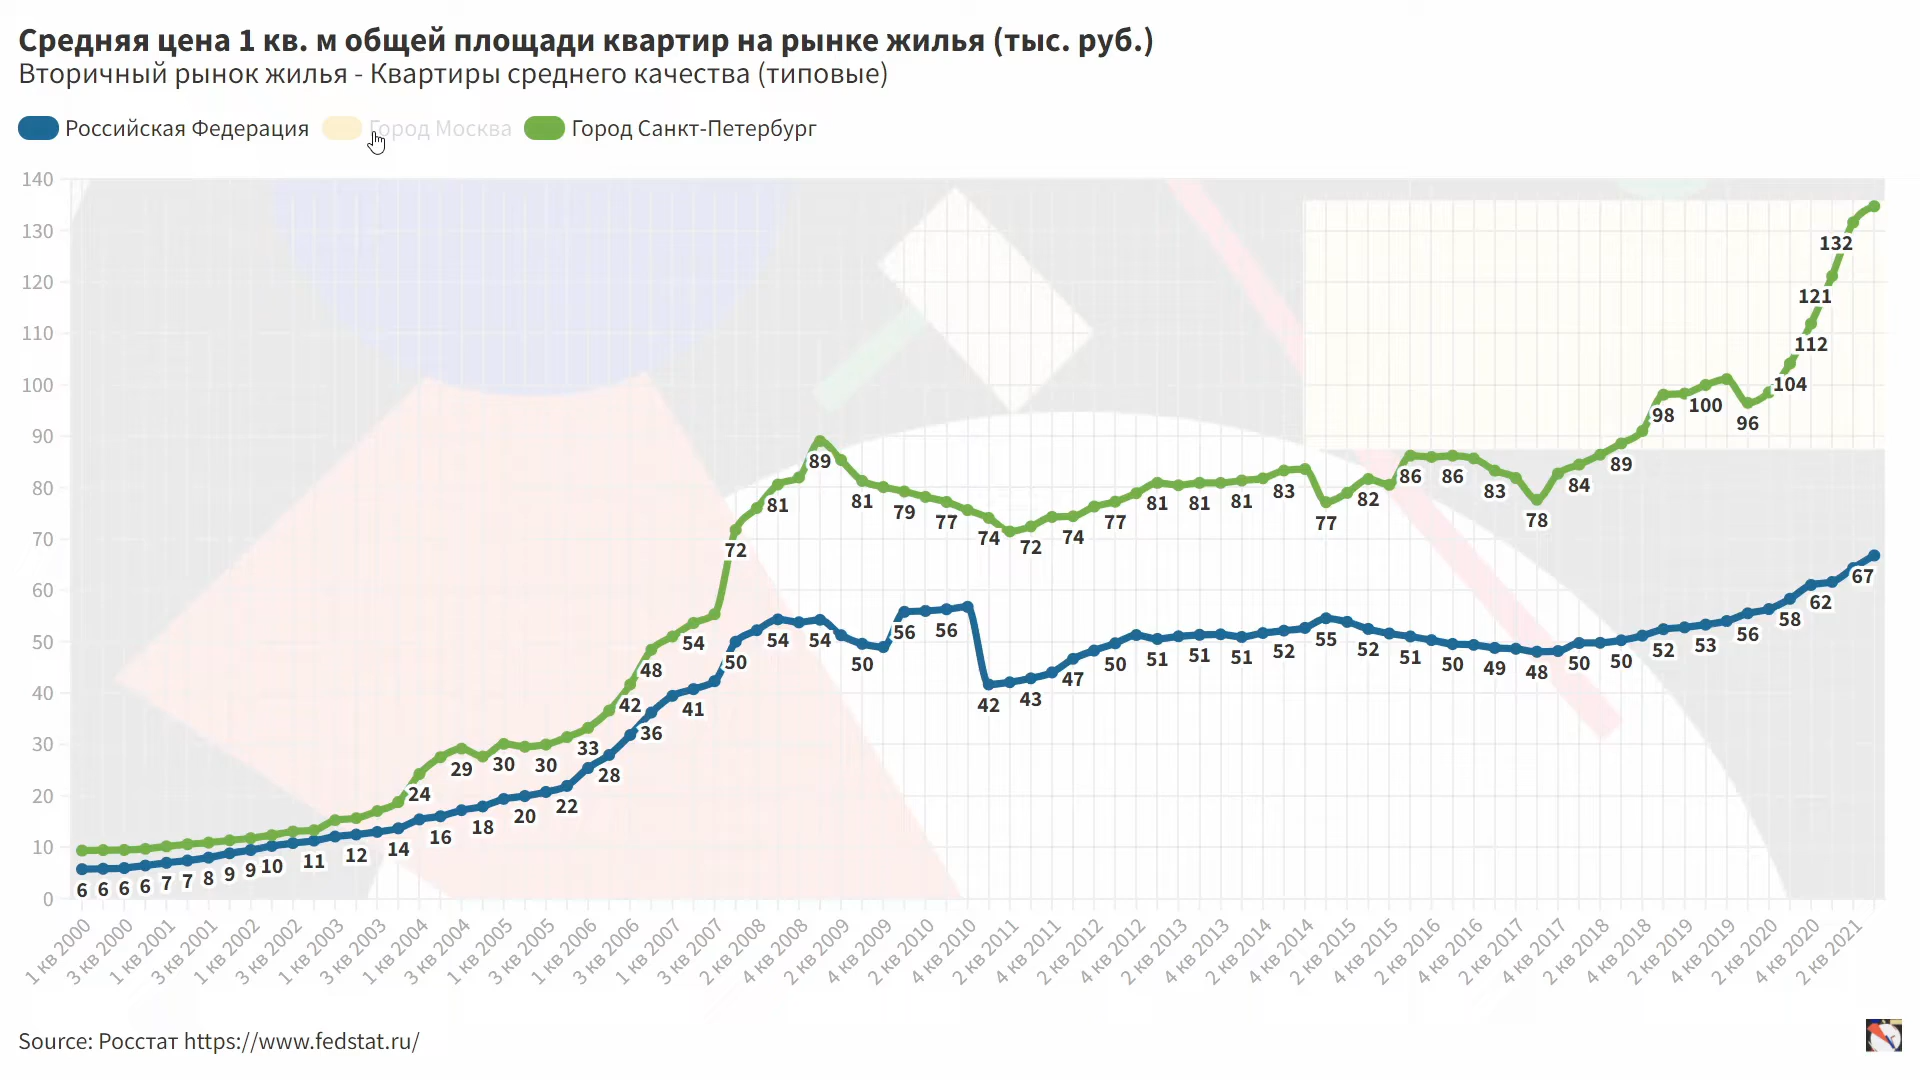 Средняя цена 1 кв. м общей площади квартир на рынке жилья (тыс. руб.)
Вторичный рынок жилья - Квартиры среднего качества (типовые)
Российская Федерация Город Москва Город Санкт-Петербург
140
130
120
110
100
90
80
70
60
50
40
30
20
10
0
24 29 30 30 33 42 48 54 72 81 89 81 79 77 74 72 74 77 81 81 81 83 77 82 86 86 83 78 84 89 98 100 96 104 112 121 132
6 6 6 6 7 7 8 9 9 10 11 12 14 16 18 20 22 28 36 41 50 54 54 50 56 56 42 43 47 50 51 51 51 52 55 52 51 50 49 48 50 50 52 53 56 58 62 67
1 кв 2000 3 кв 2000 1 кв 2001 3 кв 2001 1 кв 2002 3 кв 2002 1 кв 2003 3 кв 2003 1 кв 2004 3 кв 2004 1 кв 2005 3 кв 2005 1 кв 2006 3 кв 2006 1 кв 2007 3 кв 2007 2 кв 2008 4 кв 2008 2 кв 2009 4 кв 2009 2 кв 2010 4 кв 2010 2 кв 2011 4 кв 2011 2 кв 2012 4 кв 2012 2 кв 2013 4 кв 2013 2 кв 2014 4 кв 2014 2 кв 2015 4 кв 2015 2 кв 2016 4 кв 2016 2 кв 2017 4 кв 2017 2 кв 2018 4 кв 2018 2 кв 2019 4 кв 2019 2 кв 2020 4 кв 2020 2 кв 2021
Source: Росстат https://www.fedstat.ru/